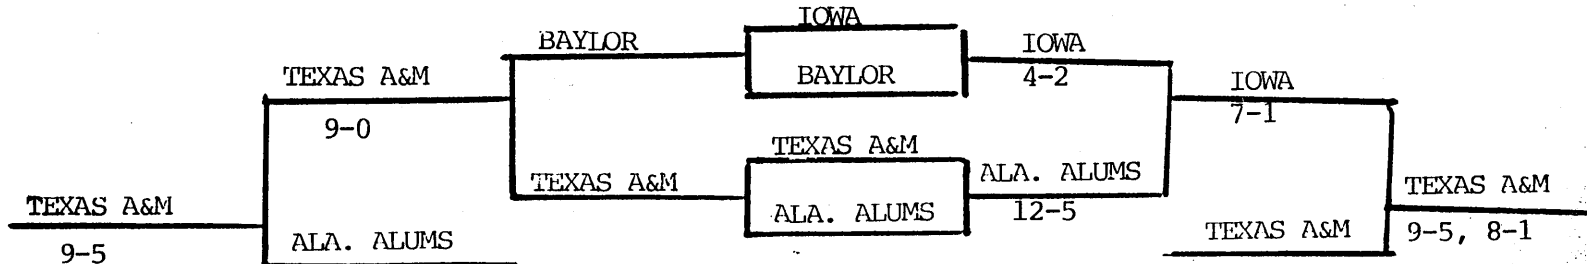 IOWA
BAYLOR
IOWA
BAYLOR
4-2
TEXAS A&M
IOWA
9-0
7-1
TEXAS A&M
TEXAS A&M
ALA. ALUMS
TEXAS A&M
TEXAS A&M
ALA. ALUMS
12-5
TEXAS A&M
9-5, 8-1
ALA. ALUMS
9-5